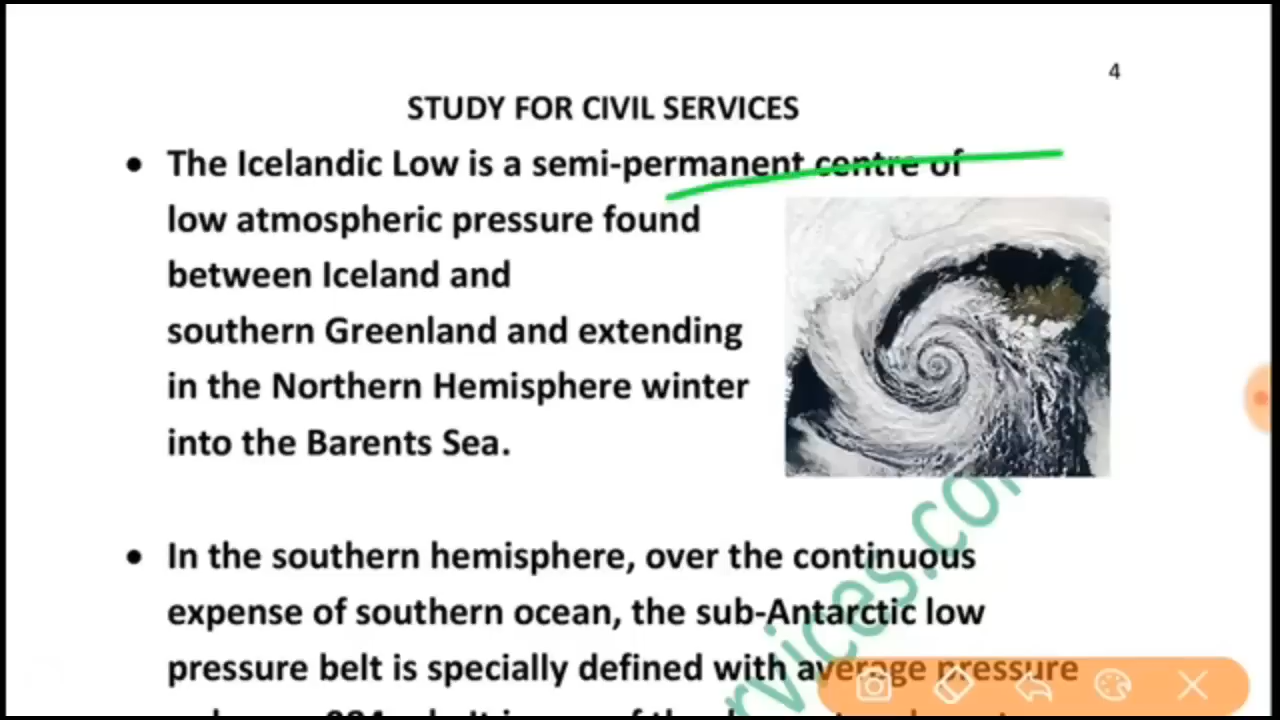 4
STUDY FOR CIVIL SERVICES
• The Icelandic Low is a semi-permanent centre of
low atmospheric pressure found
between Iceland and
southern Greenland and extending
in the Northern Hemisphere winter
into the Barents Sea.
• In the southern hemisphere, over the continuous
expense of southern ocean, the sub-Antarctic low
pressure belt is specially defined with average pressure
rvices.com